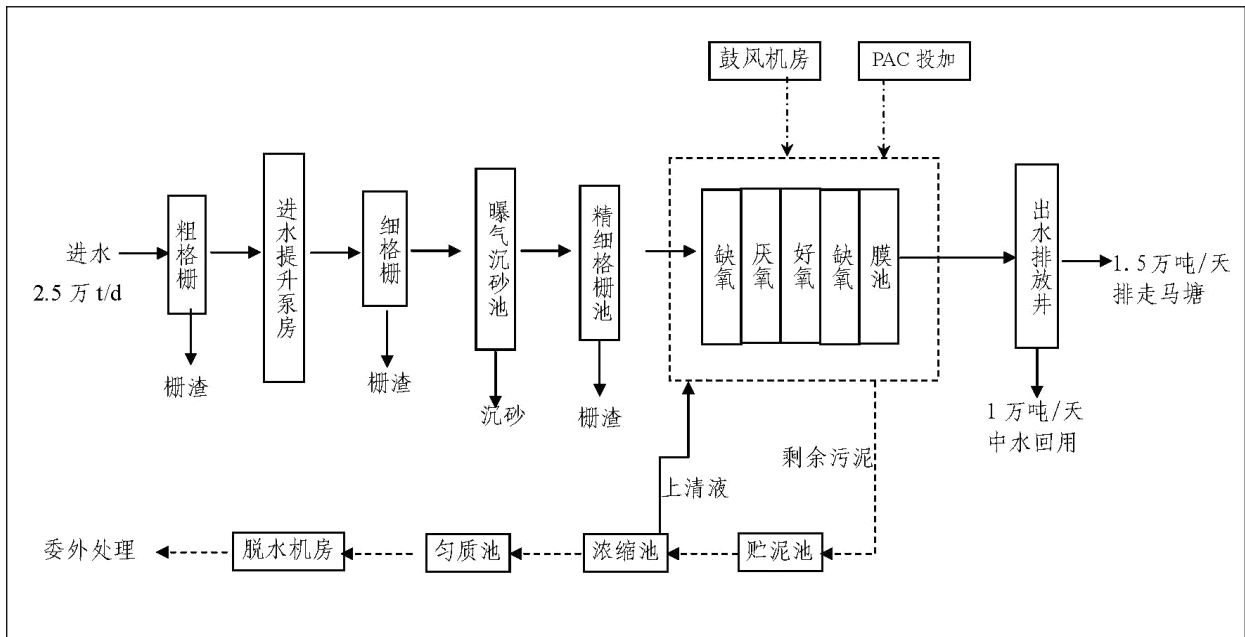 鼓风机房
PAC 投加
进水
2.5 万 t/d
粗格栅
进水提升泵房
细格栅
曝气沉砂池
精细格栅池
缺氧
厌氧
好氧
缺氧
膜池
出水排放井
1.5万吨/天
排走马塘
栅渣
栅渣
沉砂
栅渣
1 万吨/天
中水回用
剩余污泥
上清液
委外处理
脱水机房
匀质池
浓缩池
贮泥池